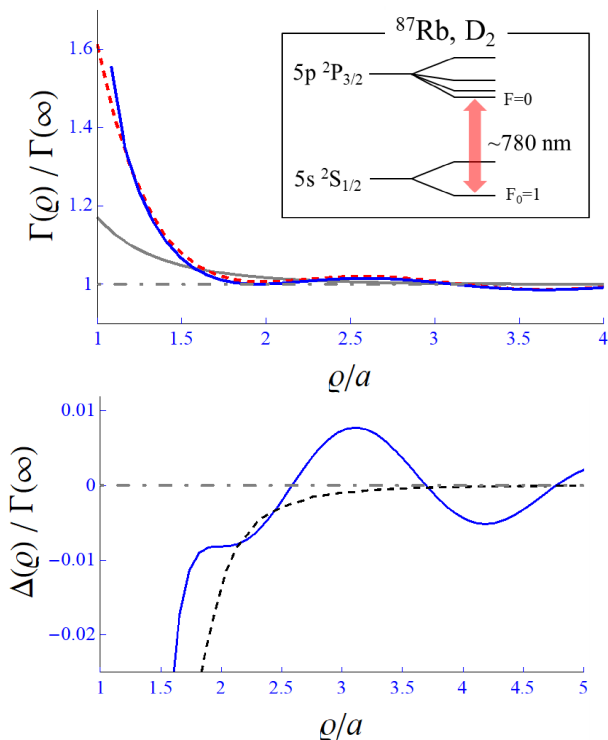 ⁸⁷Rb, D₂
5p ²P₃/₂
F=0
~780 nm
5s ²S₁/₂
F₀=1
Γ(ϱ) / Γ(∞)
1.6
1.4
1.2
1
1 1.5 2 2.5 3 3.5 4
ϱ/a
Δ(ϱ) / Γ(∞)
0.01
0
−0.01
−0.02
1 1.5 2 2.5 3 3.5 4 4.5 5
ϱ/a